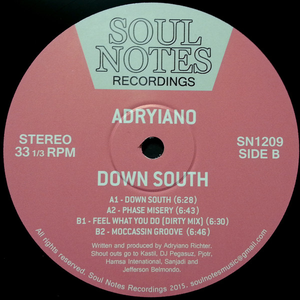 SOUL
NOTES
RECORDINGS
ADRYIANO
STEREO
33 1/3 RPM
SN1209
SIDE B
DOWN SOUTH
A1 - DOWN SOUTH (6:28)
A2 - PHASE MISERY (6:43)
B1 - FEEL WHAT YOU DO [DIRTY MIX] (6:30)
B2 - MOCCASSIN GROOVE (6:46)
Written and produced by Adryiano Richter.
Shout outs go to Kastil, DJ Pegasuz, Pjotr,
Hamsa International, Sanjadi and
Jefferson Belmondo.
All rights reserved. Soul Notes Recordings 2015. soulnotesmusic@gmail.com